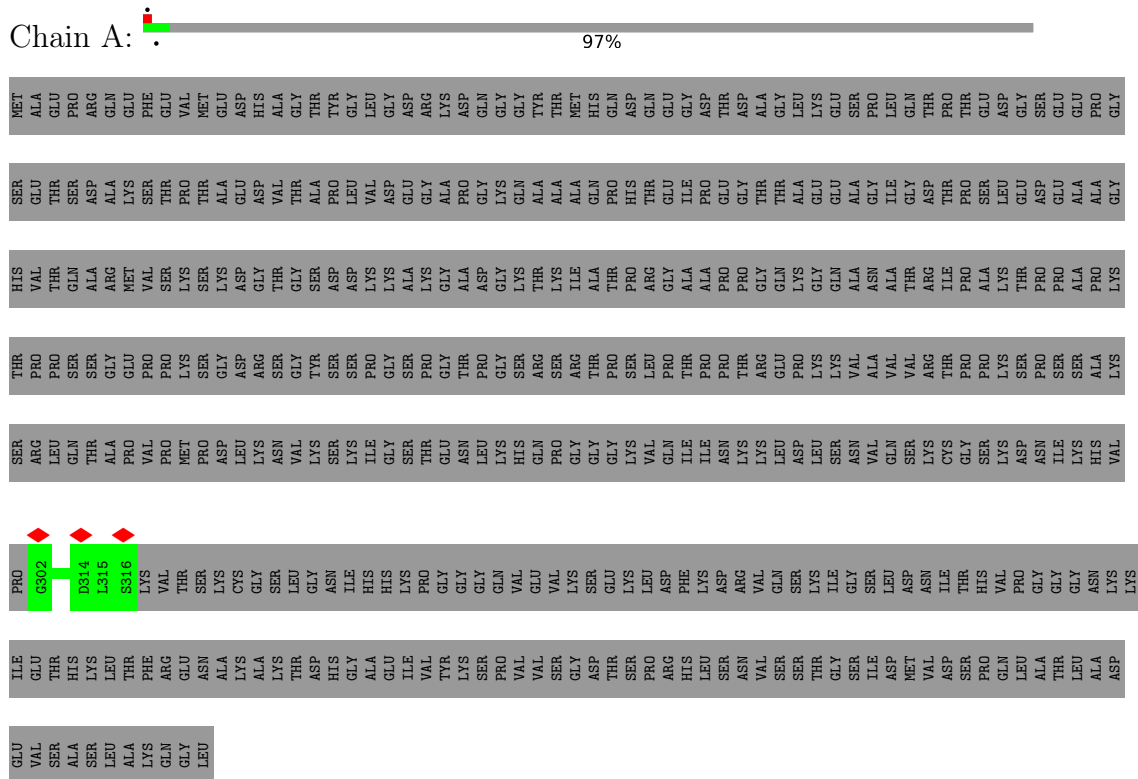 Chain A: 97%
MET ALA GLU PRO ARG GLN GLU PHE GLU VAL MET GLU ASP HIS ALA GLY THR TYR GLY LEU GLY ASP ARG LYS ASP GLN GLY GLY TYR THR MET HIS GLN ASP GLN GLU GLY ASP THR ASP ALA GLY LEU LYS GLU SER PRO LEU GLN THR PRO THR GLU ASP GLY SER GLU GLU PRO GLY
SER GLU THR SER ASP ALA LYS SER THR PRO THR ALA GLU ASP VAL THR ALA PRO LEU VAL ASP GLU GLY ALA PRO GLY LYS GLN ALA ALA ALA GLN PRO HIS THR GLU ILE PRO GLU GLY THR THR ALA GLU GLU ALA GLY ILE GLY ASP THR PRO SER LEU GLU ASP GLU ALA ALA GLY
HIS VAL THR GLN ALA ARG MET VAL SER LYS SER LYS ASP GLY THR GLY SER ASP ASP LYS LYS ALA LYS GLY ALA ASP GLY LYS THR LYS ILE ALA THR PRO ARG GLY ALA ALA PRO PRO GLY GLN LYS GLY GLN ALA ASN ALA THR ARG ILE PRO ALA LYS THR PRO PRO ALA PRO LYS
THR PRO PRO SER SER GLY GLU PRO PRO LYS SER GLY ASP ARG SER GLY TYR SER SER PRO GLY SER PRO GLY THR PRO GLY SER ARG SER ARG THR PRO SER LEU PRO THR PRO PRO THR ARG GLU PRO LYS LYS VAL ALA VAL VAL ARG THR PRO PRO LYS SER PRO SER SER ALA LYS
SER ARG LEU GLN THR ALA PRO VAL PRO MET PRO ASP LEU LYS ASN VAL LYS SER LYS ILE GLY SER THR GLU ASN LEU LYS HIS GLN PRO GLY GLY GLY LYS VAL GLN ILE ILE ASN LYS LYS LEU ASP LEU SER ASN VAL GLN SER LYS CYS GLY SER LYS ASP ASN ILE LYS HIS VAL
PRO G302 D314 L315 S316 LYS VAL THR SER LYS CYS GLY SER LEU GLY ASN ILE HIS HIS LYS PRO GLY GLY GLY GLN VAL GLU VAL LYS SER GLU LYS LEU ASP PHE LYS ASP ARG VAL GLN SER LYS ILE GLY SER LEU ASP ASN ILE THR HIS VAL PRO GLY GLY GLY ASN LYS LYS
ILE GLU THR HIS LYS LEU THR PHE ARG GLU ASN ALA LYS ALA LYS THR ASP HIS GLY ALA GLU ILE VAL TYR LYS SER PRO VAL VAL SER GLY ASP THR SER PRO ARG HIS LEU SER ASN VAL SER SER THR GLY SER ILE ASP MET VAL ASP SER PRO GLN LEU ALA THR LEU ALA ASP
GLU VAL SER ALA SER LEU ALA LYS GLN GLY LEU